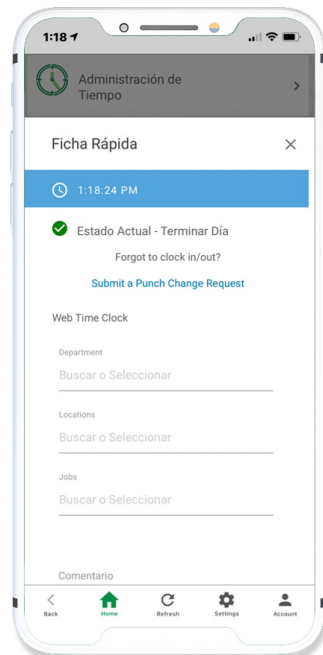 1:18
Administración de
Tiempo
Ficha Rápida
1:18:24 PM
Estado Actual - Terminar Día
Forgot to clock in/out?
Submit a Punch Change Request
Web Time Clock
Department
Buscar o Seleccionar
Locations
Buscar o Seleccionar
Jobs
Buscar o Seleccionar
Comentario
Back Home Refresh Settings Account